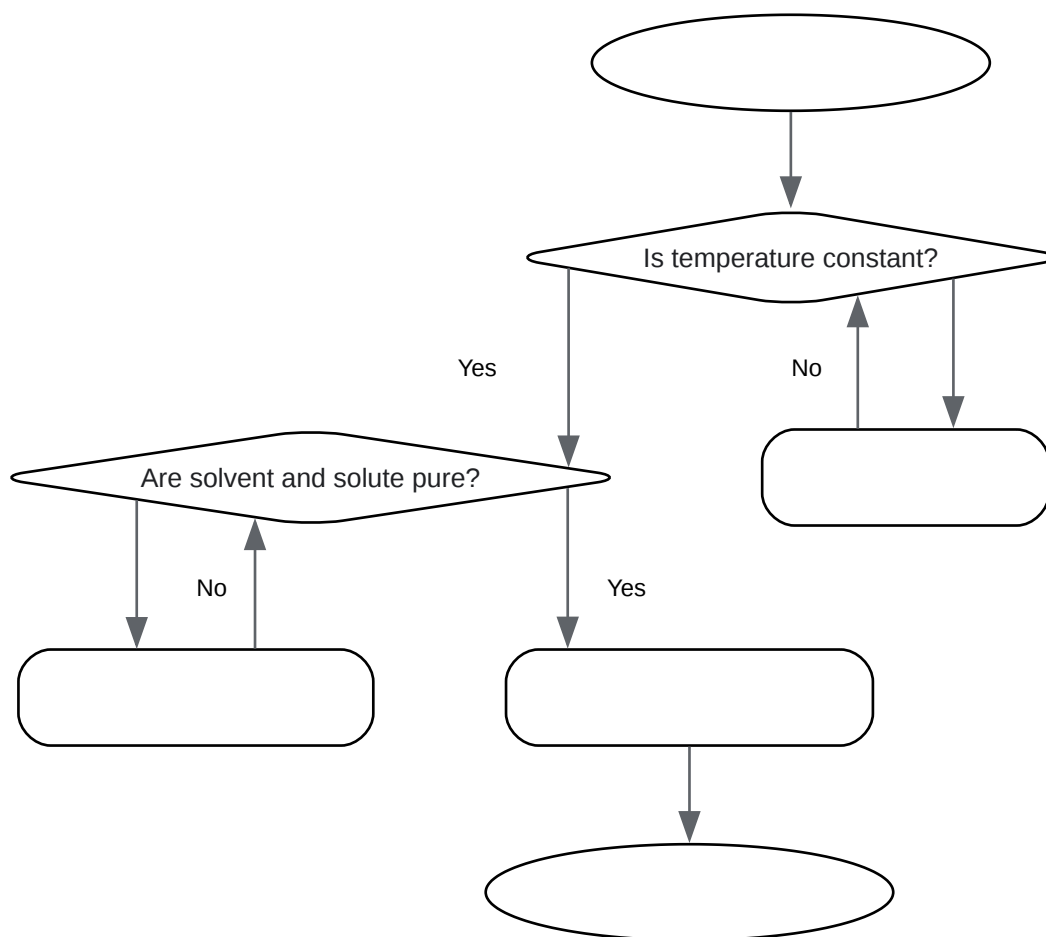 Is temperature constant?
Yes
No
Are solvent and solute pure?
No
Yes